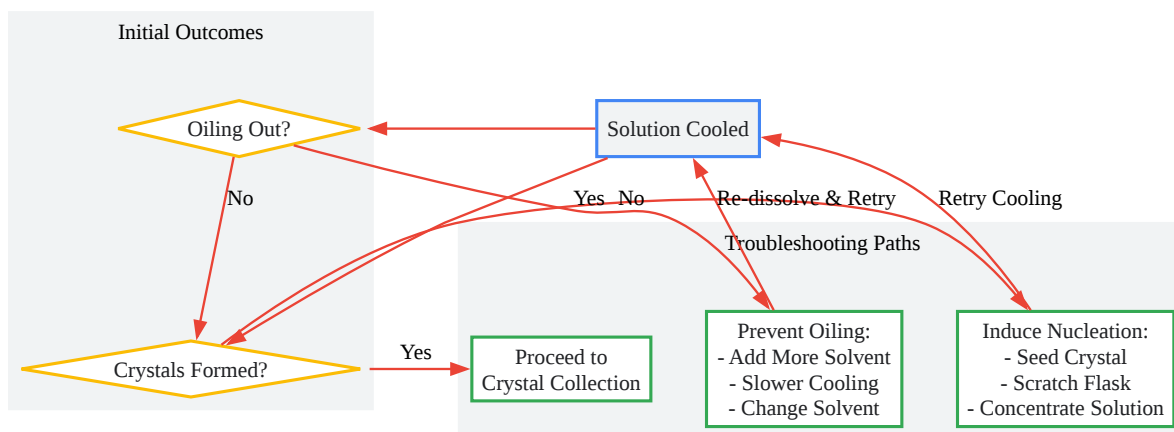 Initial Outcomes
Oiling Out?
Solution Cooled
No
Yes
No
Re-dissolve & Retry
Retry Cooling
Troubleshooting Paths
Crystals Formed?
Yes
Proceed to
Crystal Collection
Prevent Oiling:
- Add More Solvent
- Slower Cooling
- Change Solvent
Induce Nucleation:
- Seed Crystal
- Scratch Flask
- Concentrate Solution